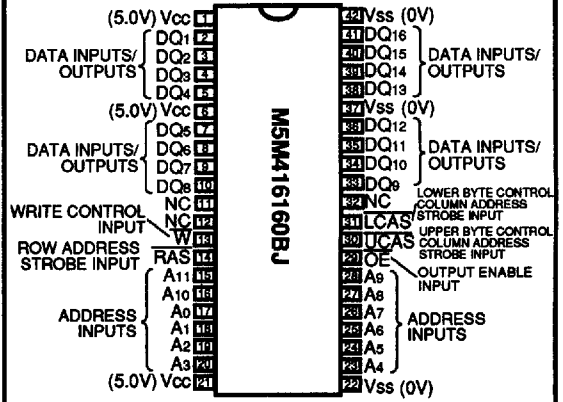 (5.0V) Vcc 1
DQ1 2
DQ2 3
DQ3 4
DQ4 5
DATA INPUTS/
OUTPUTS
(5.0V) Vcc 6
DQ5 7
DQ6 8
DQ7 9
DQ8 10
DATA INPUTS/
OUTPUTS
NC 11
NC 12
WRITE CONTROL
INPUT
W 13
ROW ADDRESS
STROBE INPUT
RAS 14
A11 15
A10 16
A0 17
A1 18
A2 19
A3 20
ADDRESS
INPUTS
(5.0V) Vcc 21
M5M416160BJ
42 Vss (0V)
41 DQ16
40 DQ15
39 DQ14
38 DQ13
DATA INPUTS/
OUTPUTS
37 Vss (0V)
36 DQ12
35 DQ11
34 DQ10
33 DQ9
DATA INPUTS/
OUTPUTS
32 NC
31 LCAS
LOWER BYTE CONTROL
COLUMN ADDRESS
STROBE INPUT
30 UCAS
UPPER BYTE CONTROL
COLUMN ADDRESS
STROBE INPUT
29 OE
OUTPUT ENABLE
INPUT
28 A9
27 A8
26 A7
25 A6
24 A5
23 A4
ADDRESS
INPUTS
22 Vss (0V)